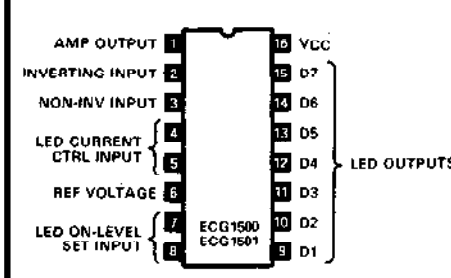 AMP OUTPUT 1 16 VCC
INVERTING INPUT 2 15 D7
NON-INV INPUT 3 14 D6
LED CURRENT CTRL INPUT 4 5
13 D5
12 D4
LED OUTPUTS
REF VOLTAGE 6 11 D3
LED ON-LEVEL SET INPUT 7 8
10 D2
9 D1
ECG1500
ECG1501